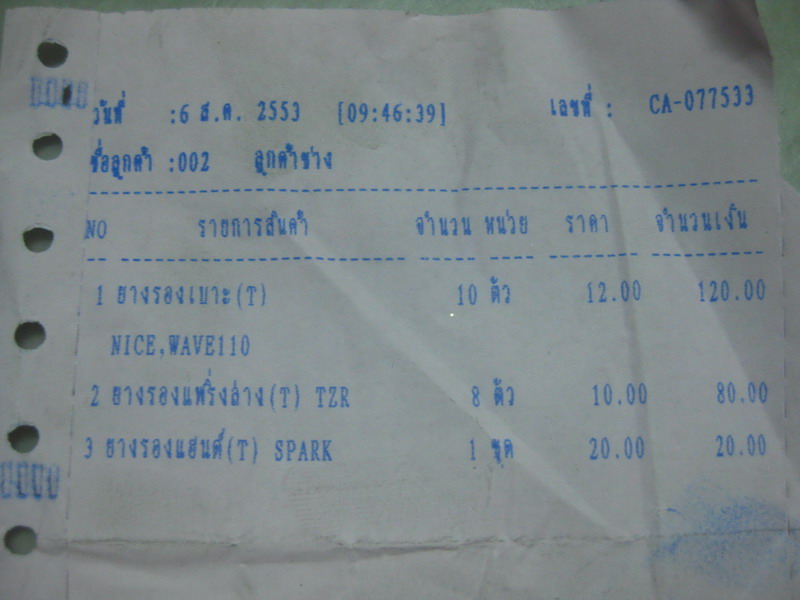 วันที่ :6 ส.ค. 2553 [09:46:39] เลขที่ : CA-077533
ชื่อลูกค้า :002 ลูกค้าช่าง
NO รายการสินค้า จำนวน หน่วย ราคา จำนวนเงิน
1 ยางรองเบาะ(T) 10 ตัว 12.00 120.00
NICE,WAVE110
2 ยางรองแฟริ่งล่าง(T) TZR 8 ตัว 10.00 80.00
3 ยางรองแฮนด์(T) SPARK 1 ชุด 20.00 20.00